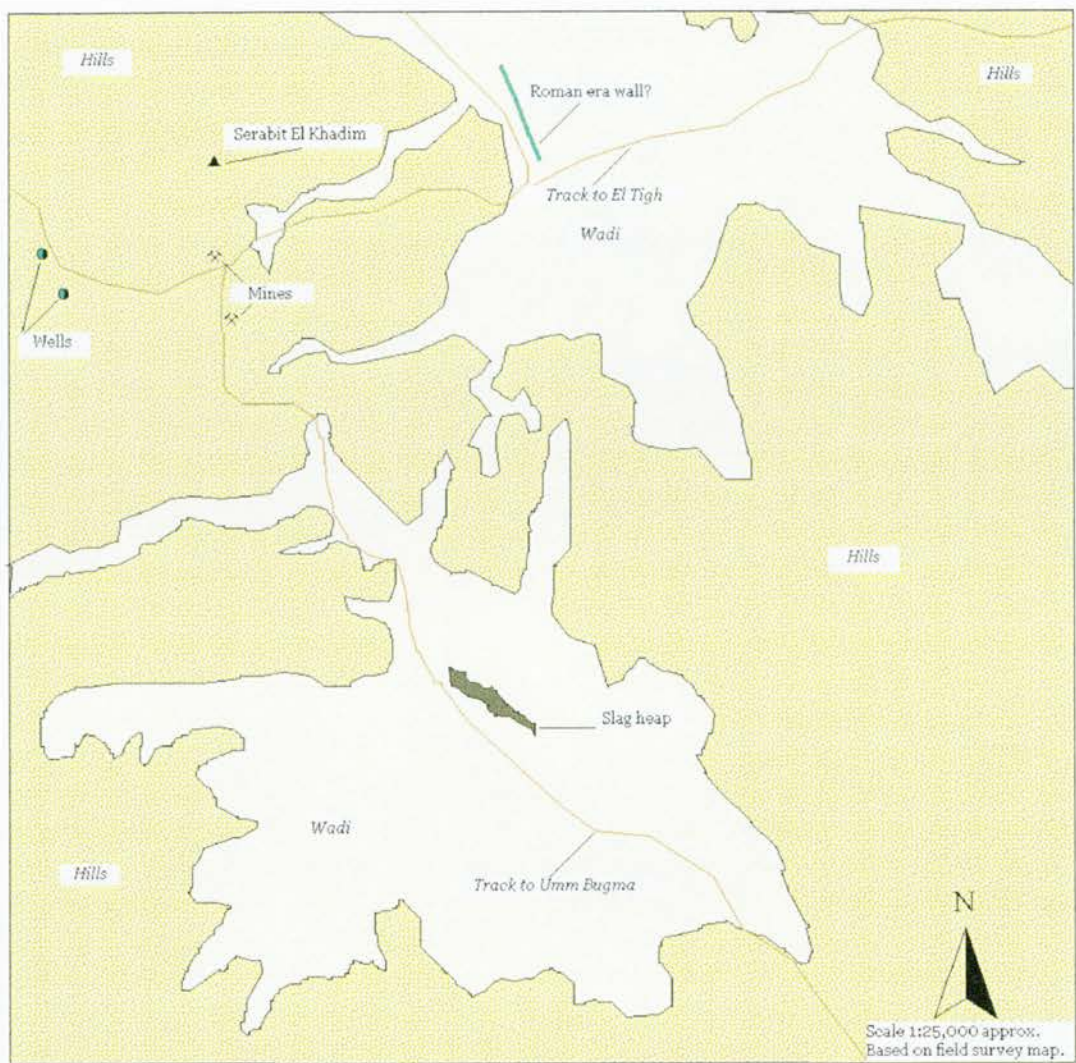 Hills
Hills
Roman era wall?
Serabit El Khadim
Track to El Tigh
Wadi
Mines
Wells
Hills
Slag heap
Wadi
Hills
Track to Umm Bugma
N
Scale 1:25,000 approx.
Based on field survey map.